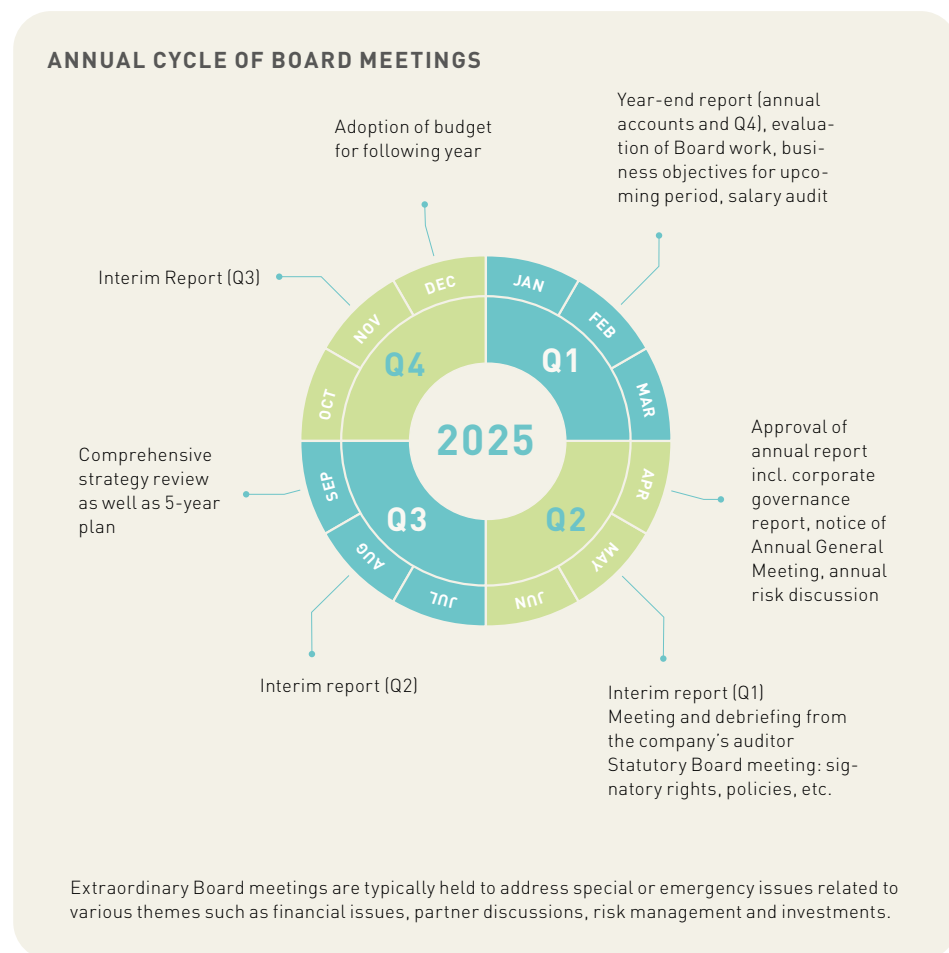 ANNUAL CYCLE OF BOARD MEETINGS
Year-end report (annual
accounts and Q4), evalua-
tion of Board work, busi-
ness objectives for upco-
ming period, salary audit
Adoption of budget
for following year
Interim Report (Q3)
JAN
FEB
MAR
APR
MAY
JUN
JUL
AUG
SEP
OCT
NOV
DEC
Q1
Q2
Q3
Q4
2025
Approval of
annual report
incl. corporate
governance
report, notice of
Annual General
Meeting, annual
risk discussion
Comprehensive
strategy review
as well as 5-year
plan
Interim report (Q2)
Interim report (Q1)
Meeting and debriefing from
the company's auditor
Statutory Board meeting: sig-
natory rights, policies, etc.
Extraordinary Board meetings are typically held to address special or emergency issues related to
various themes such as financial issues, partner discussions, risk management and investments.